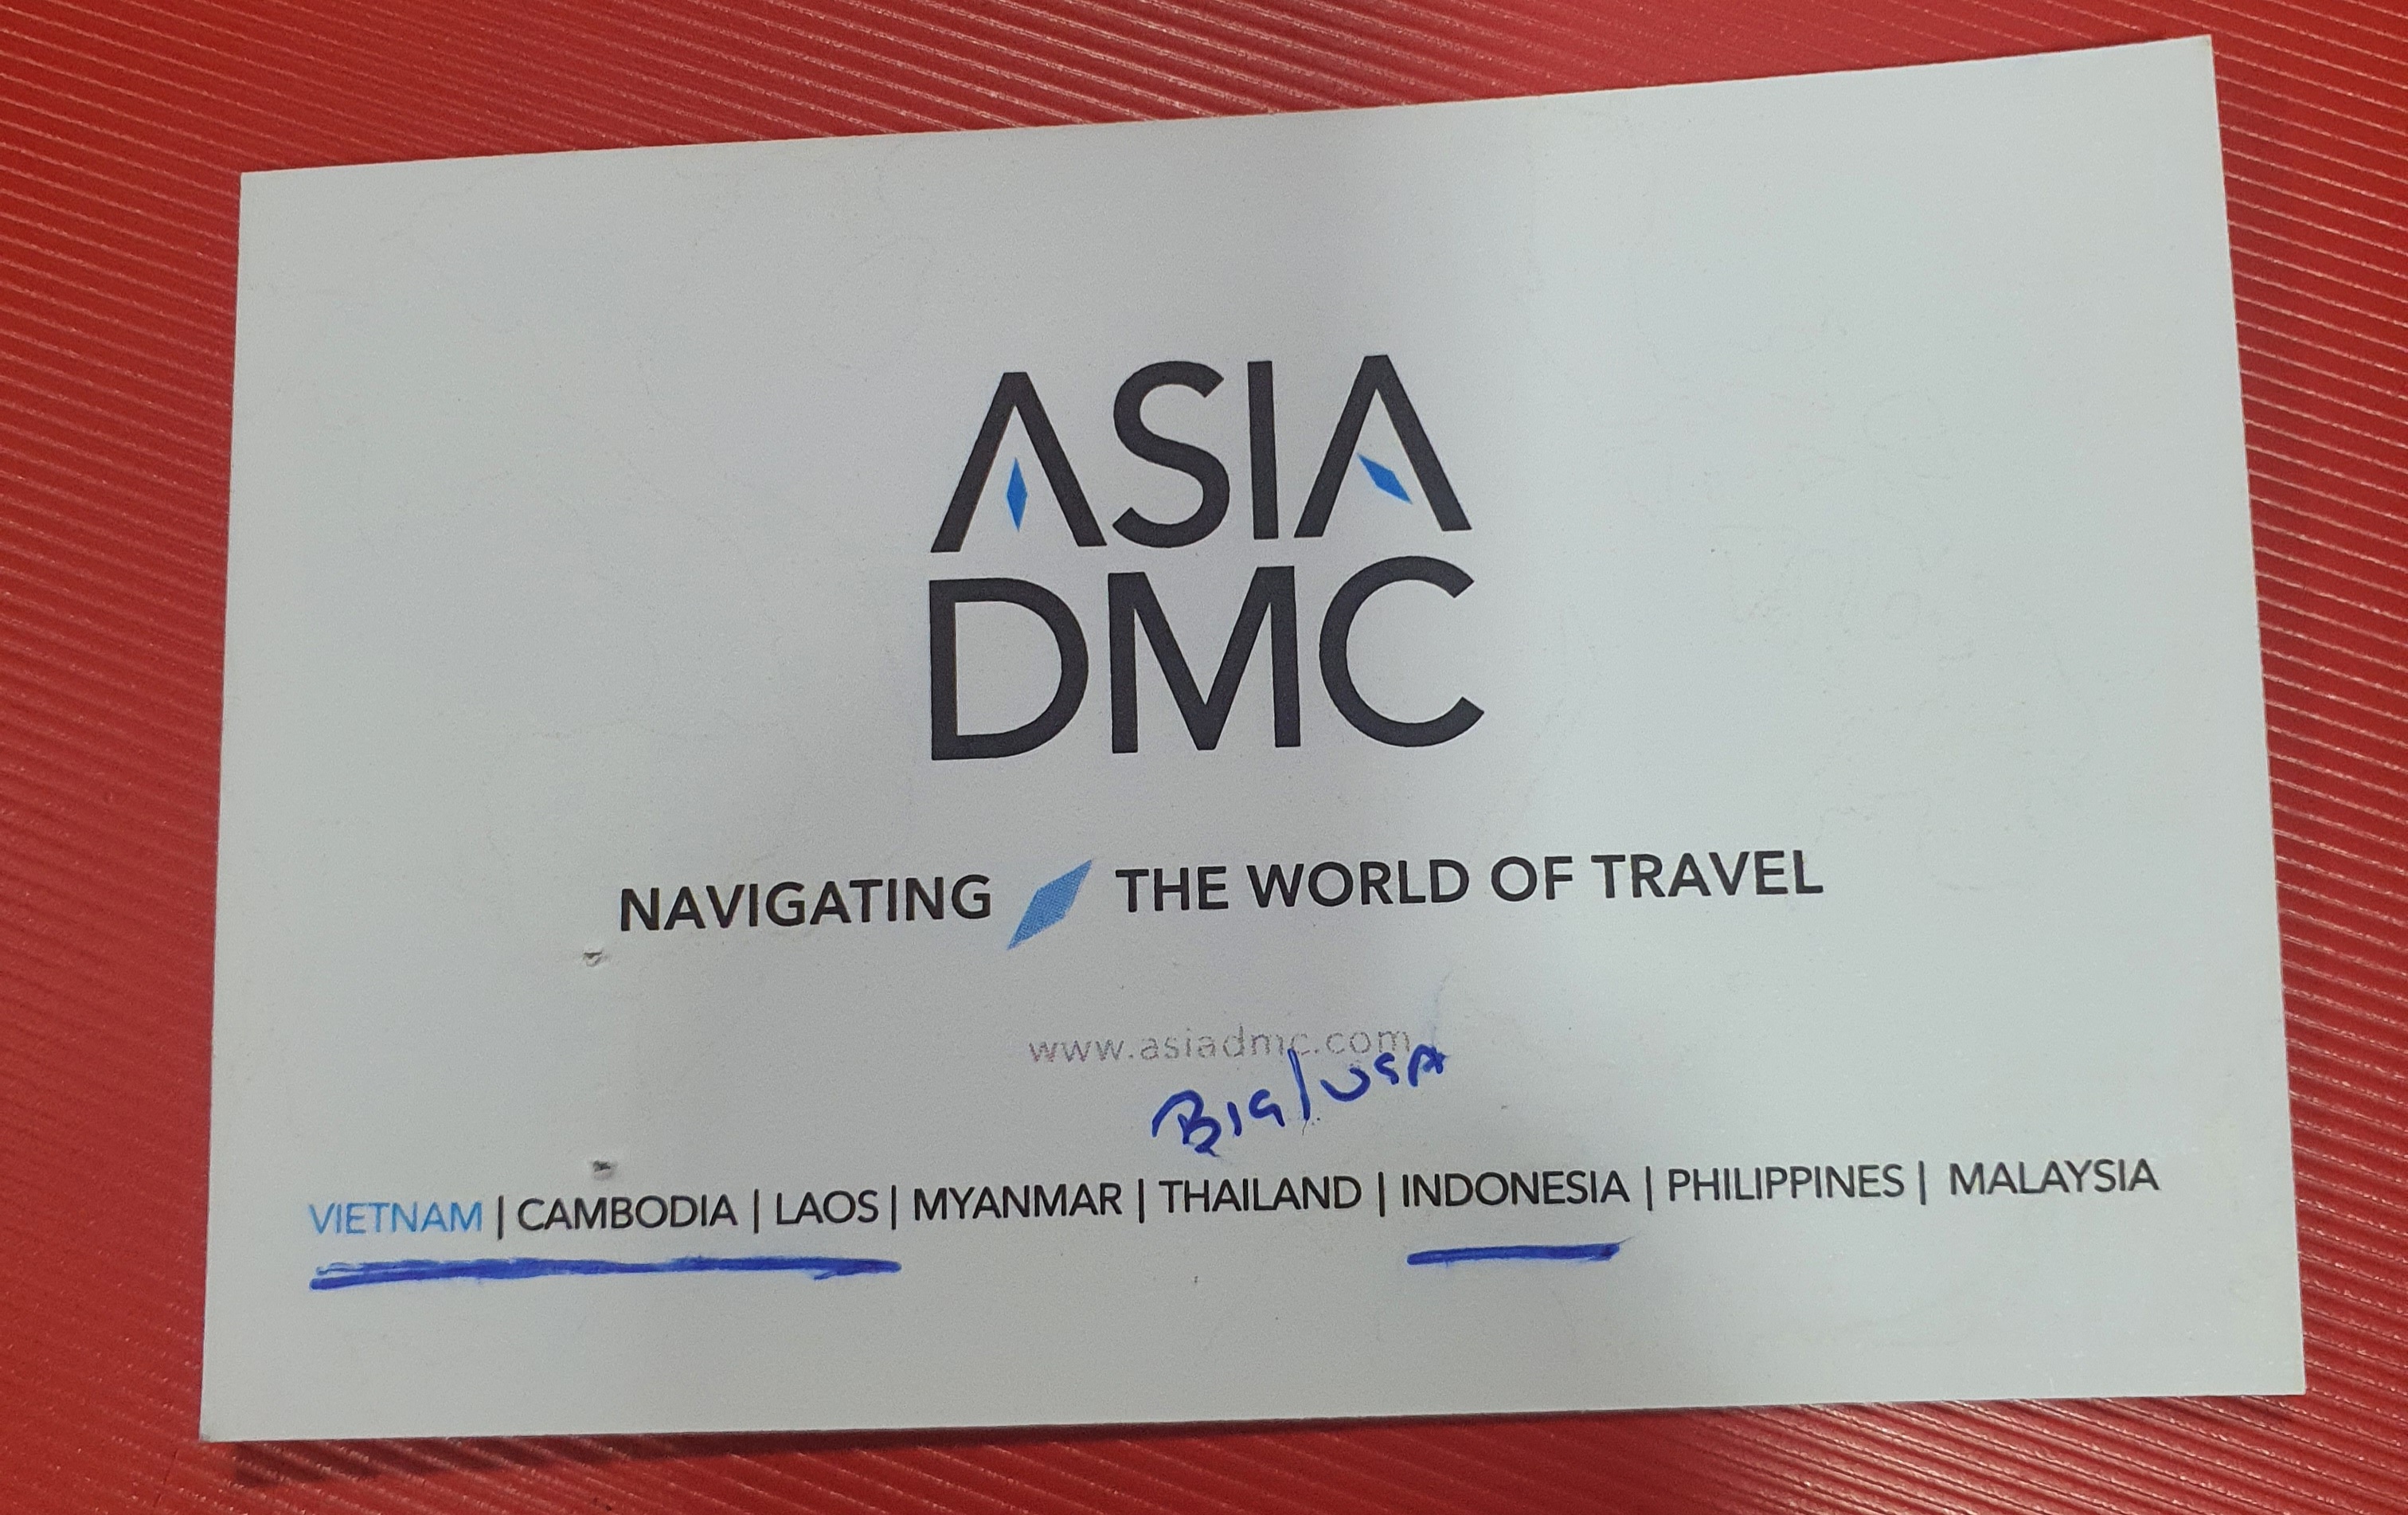 ASIA
DMC
NAVIGATING THE WORLD OF TRAVEL
www.asiadmc.com
BIG/USA
VIETNAM | CAMBODIA | LAOS | MYANMAR | THAILAND | INDONESIA | PHILIPPINES | MALAYSIA